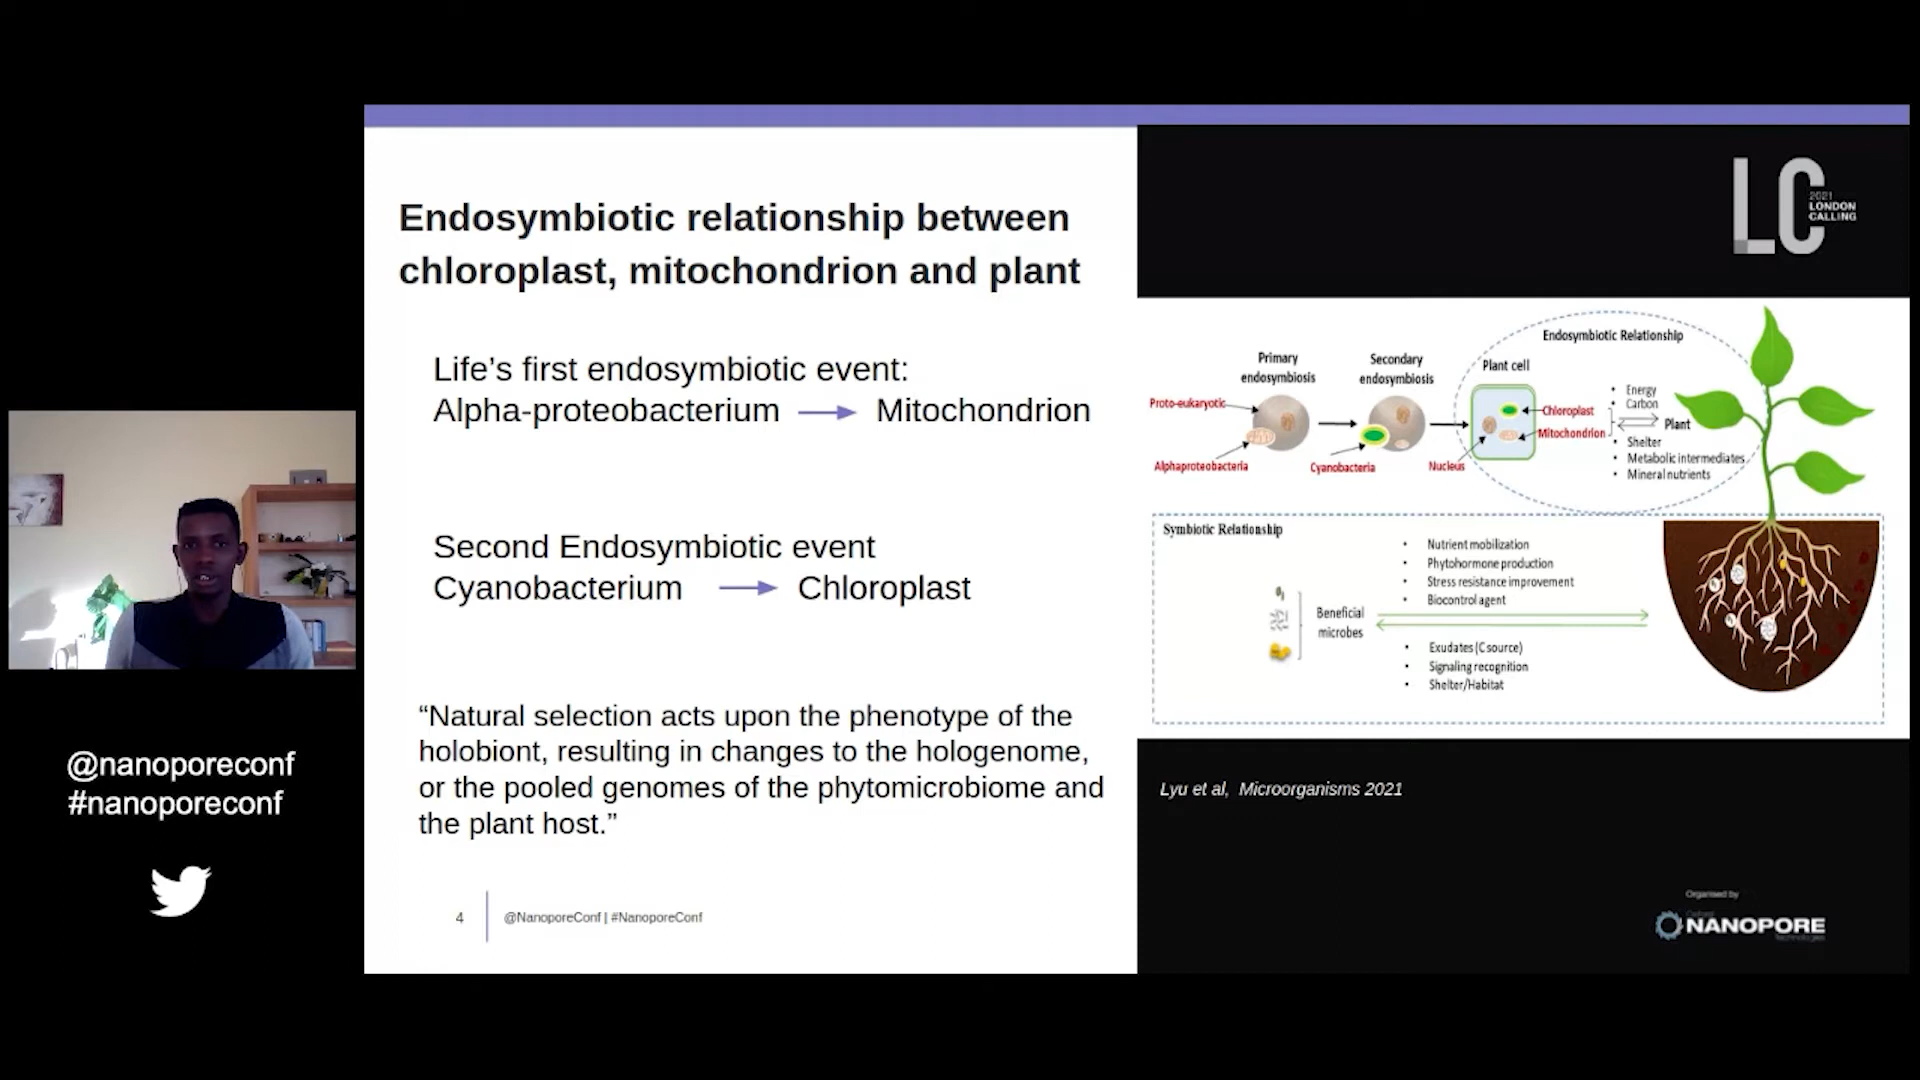 @nanoporeconf
#nanoporeconf
Endosymbiotic relationship between
chloroplast, mitochondrion and plant
Life’s first endosymbiotic event:
Alpha-proteobacterium Mitochondrion
Second Endosymbiotic event
Cyanobacterium Chloroplast
“Natural selection acts upon the phenotype of the
holobiont, resulting in changes to the hologenome,
or the pooled genomes of the phytomicrobiome and
the plant host.”
4
@NanoporeConf | #NanoporeConf
LC
2021
LONDON
CALLING
Endosymbiotic Relationship
Primary
endosymbiosis
Secondary
endosymbiosis
Plant cell
Proto-eukaryotic
Alphaproteobacteria
Cyanobacteria
Nucleus
Chloroplast
Mitochondrion
• Energy
• Carbon
Plant
• Shelter
• Metabolic intermediates
• Mineral nutrients
Symbiotic Relationship
• Nutrient mobilization
• Phytohormone production
• Stress resistance improvement
• Biocontrol agent
Beneficial
microbes
• Exudates (C source)
• Signaling recognition
• Shelter/Habitat
Lyu et al, Microorganisms 2021
Organised by
Oxford
NANOPORE
Technologies